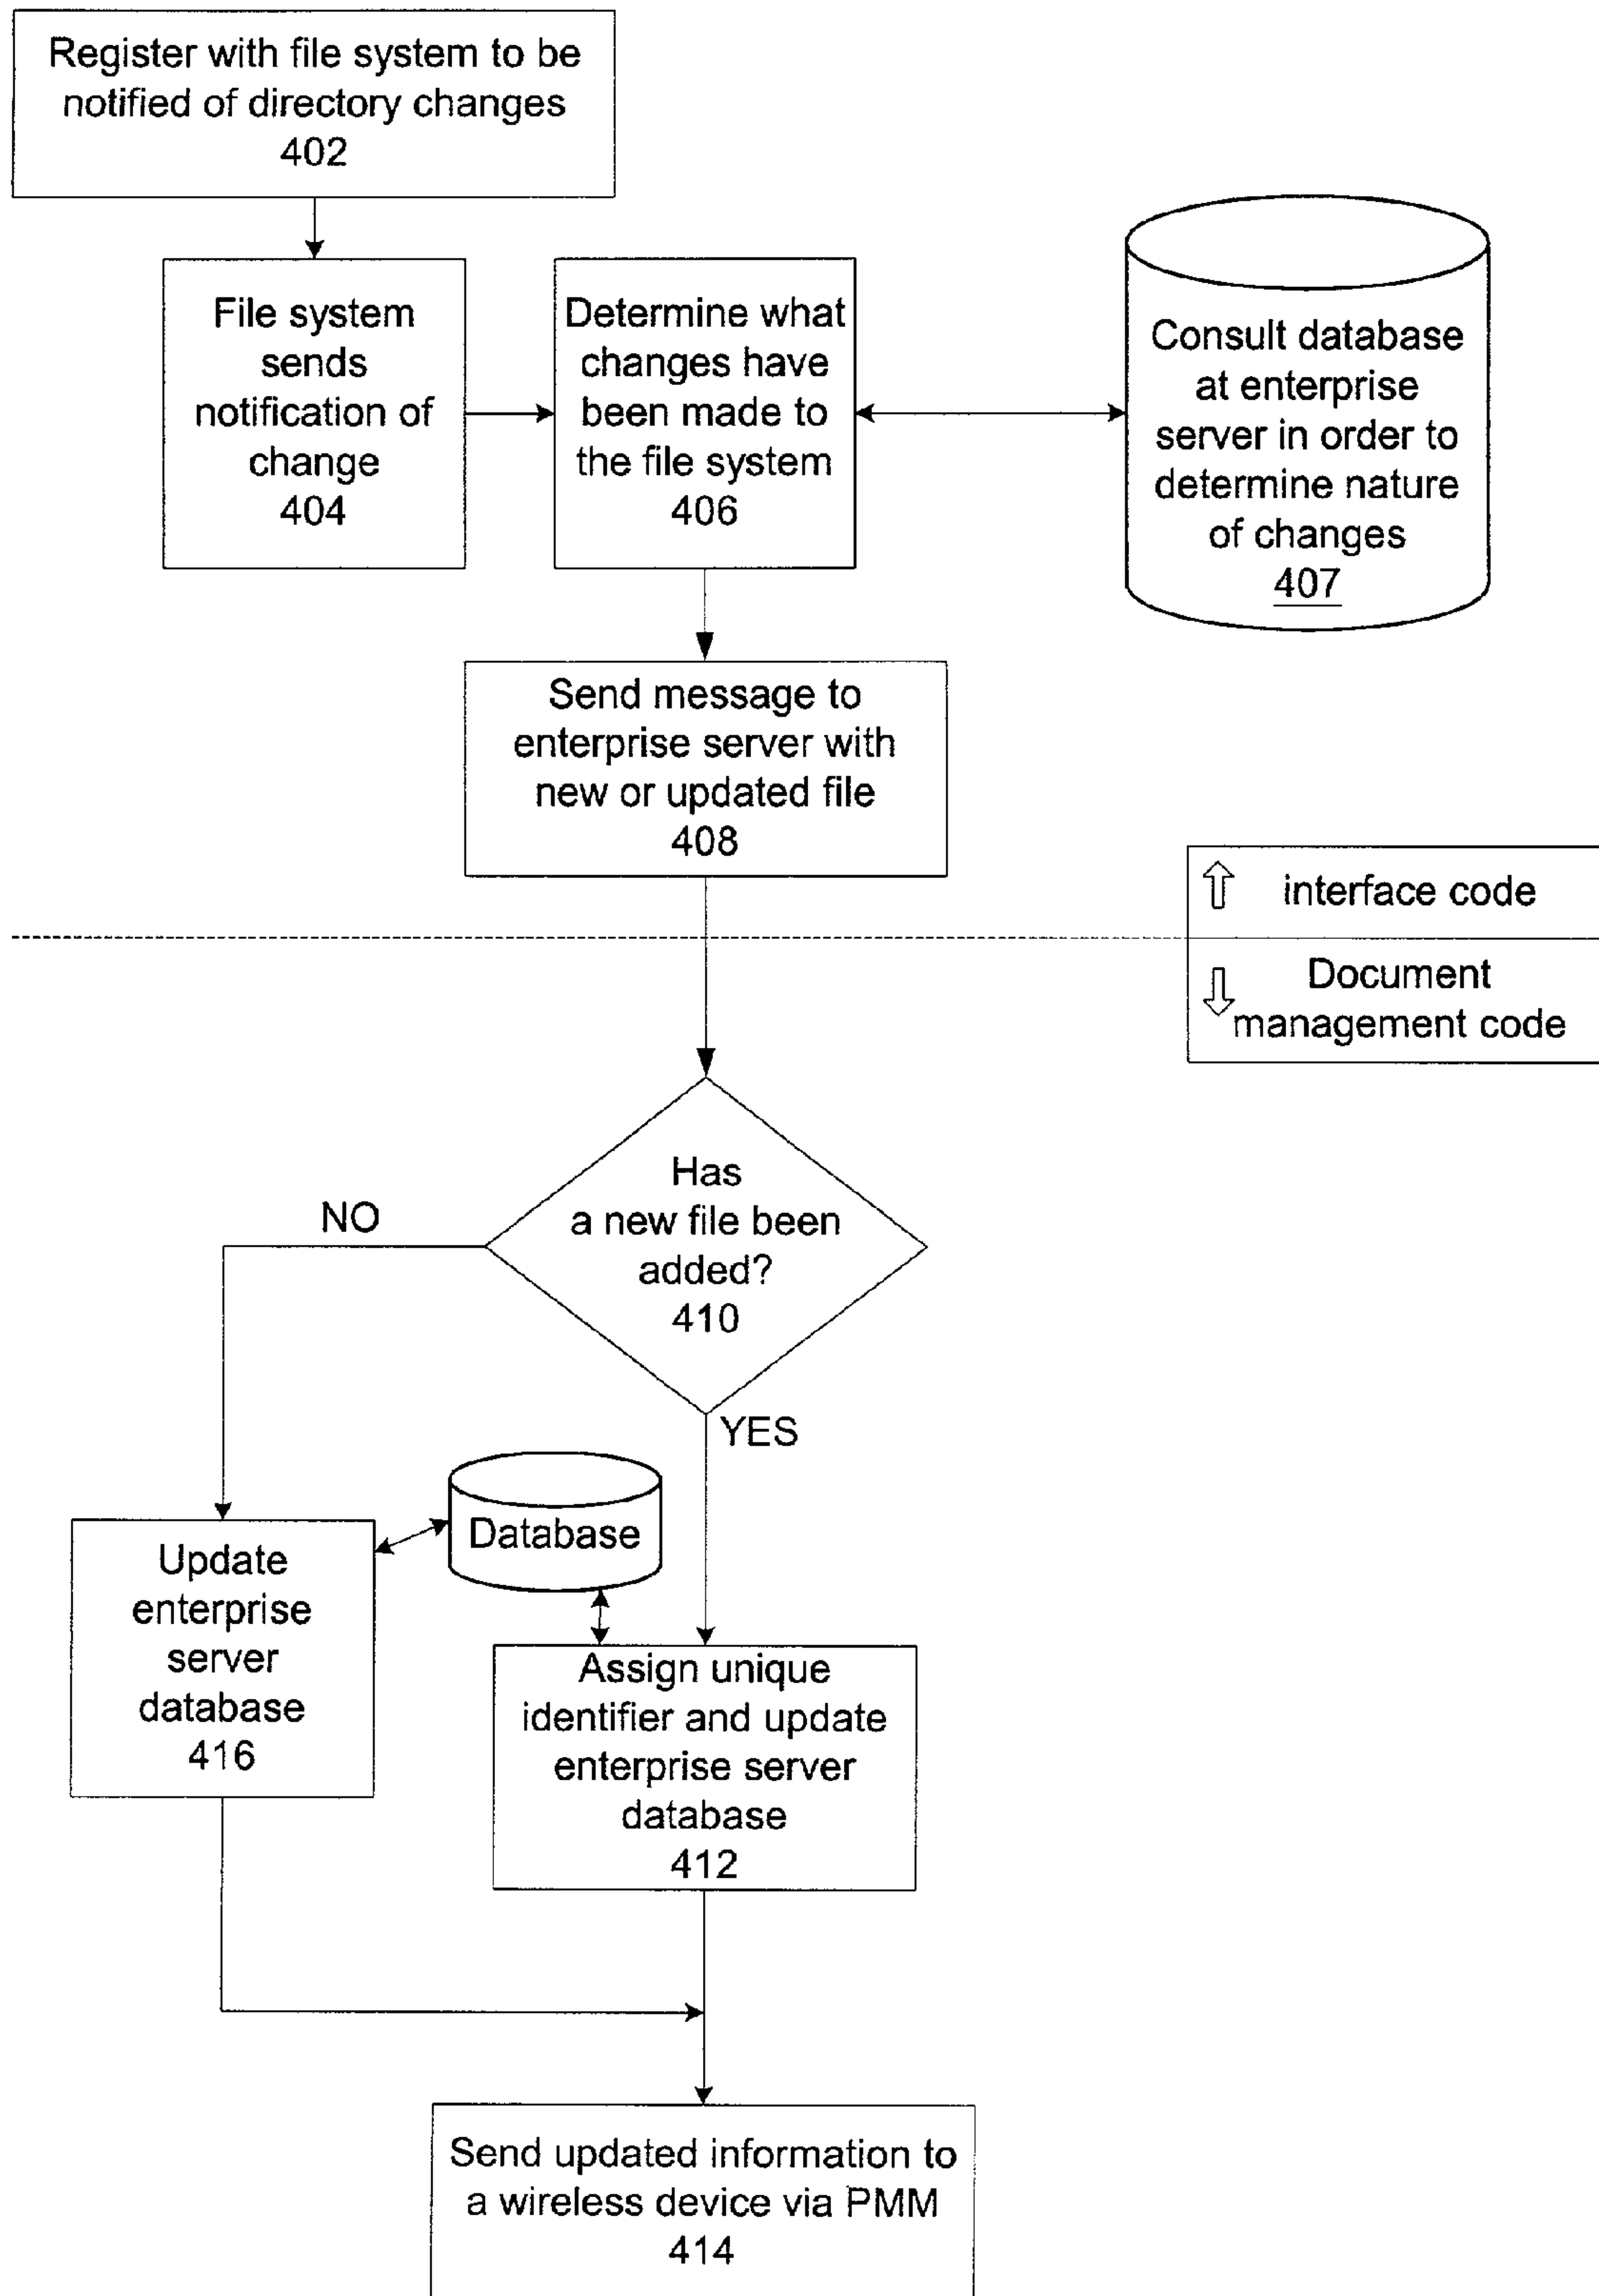 Register with file system to be
notified of directory changes
402
File system
sends
notification of
change
404
Determine what
changes have
been made to
the file system
406
Consult database
at enterprise
server in order to
determine nature
of changes
407
Send message to
enterprise server with
new or updated file
408
interface code
Document
management code
Has
a new file been
added?
410
NO
YES
Database
Update
enterprise
server
database
416
Assign unique
identifier and update
enterprise server
database
412
Send updated information to
a wireless device via PMM
414